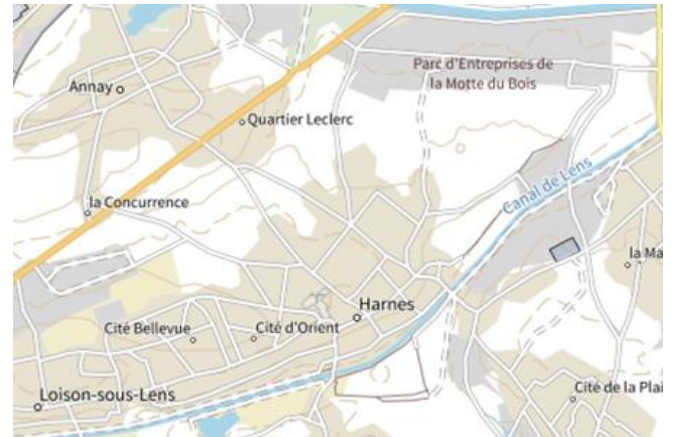 Parc d'Entreprises de
la Motte du Bois
Annay
Quartier Leclerc
Canal de Lens
la Concurrence
la Ma
Harnes
Cité Bellevue
Cité d'Orient
Cité de la Plai
Loison-sous-Lens